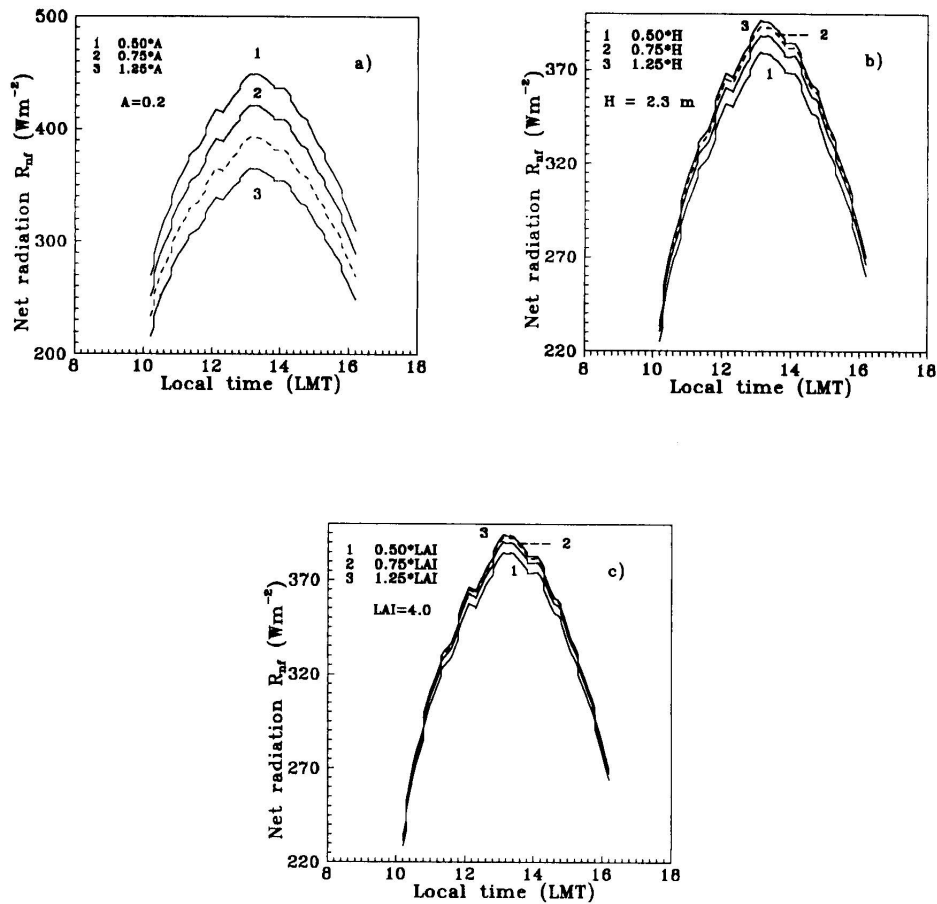 500
400
300
200
Net radiation Rnf (Wm−2)
1 0.50*A
2 0.75*A
3 1.25*A
A=0.2
a)
1
2
3
8 10 12 14 16 18
Local time (LMT)
370
320
270
220
Net radiation Rnf (Wm−2)
1 0.50*H
2 0.75*H
3 1.25*H
H = 2.3 m
b)
3
2
1
8 10 12 14 16 18
Local time (LMT)
370
320
270
220
Net radiation Rnf (Wm−2)
1 0.50*LAI
2 0.75*LAI
3 1.25*LAI
LAI=4.0
c)
3
2
1
8 10 12 14 16 18
Local time (LMT)